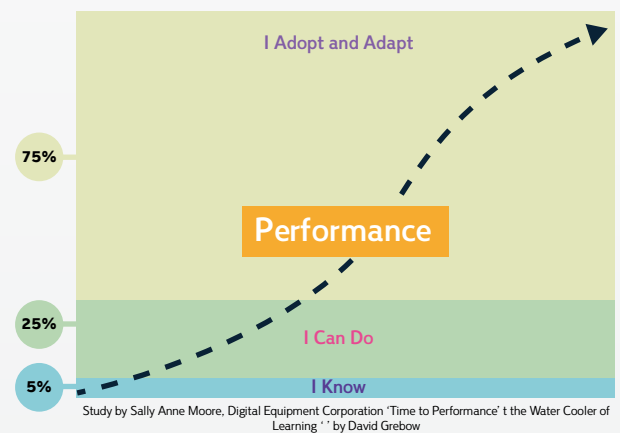 I Adopt and Adapt
75%
Performance
25%
I Can Do
5%
I Know
Study by Sally Anne Moore, Digital Equipment Corporation ‘Time to Performance’ t the Water Cooler of
Learning ‘ ’ by David Grebow